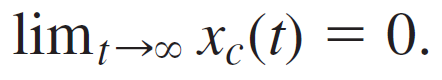 lim_{t→∞} x_c(t) = 0.